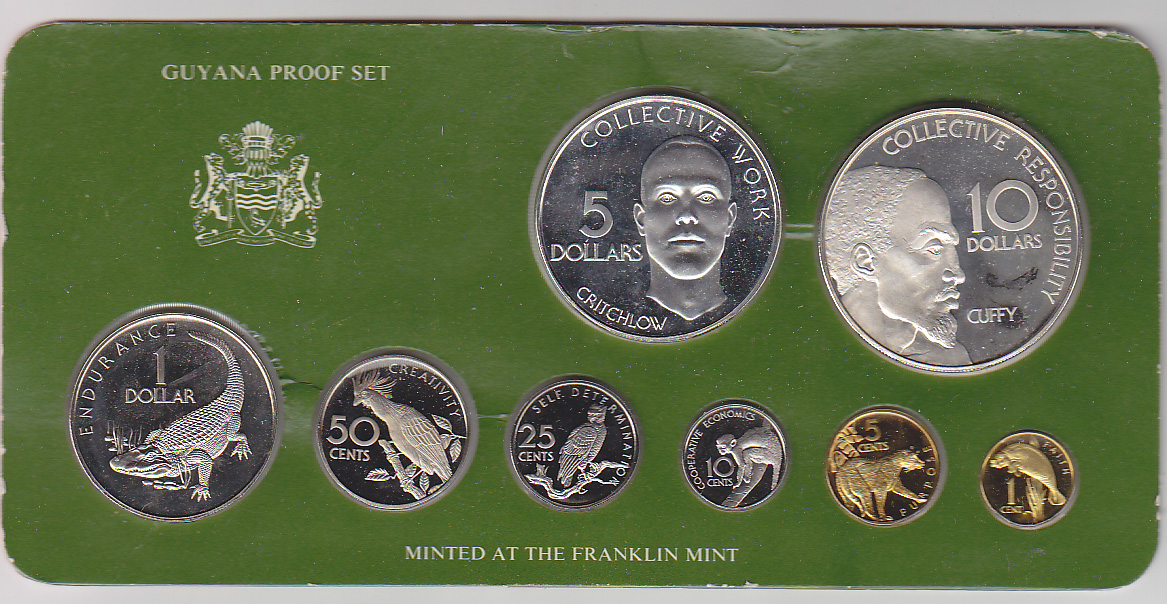 GUYANA PROOF SET
COLLECTIVE WORK
5
DOLLARS
CRITCHLOW
COLLECTIVE RESPONSIBILITY
10
DOLLARS
CUFFY
ENDURANCE
1
DOLLAR
CREATIVITY
50
CENTS
SELF DETERMINATION
25
CENTS
COOPERATIVE ECONOMICS
10
CENTS
5
CENTS
PURPOSE
FAITH
1
CENT
MINTED AT THE FRANKLIN MINT